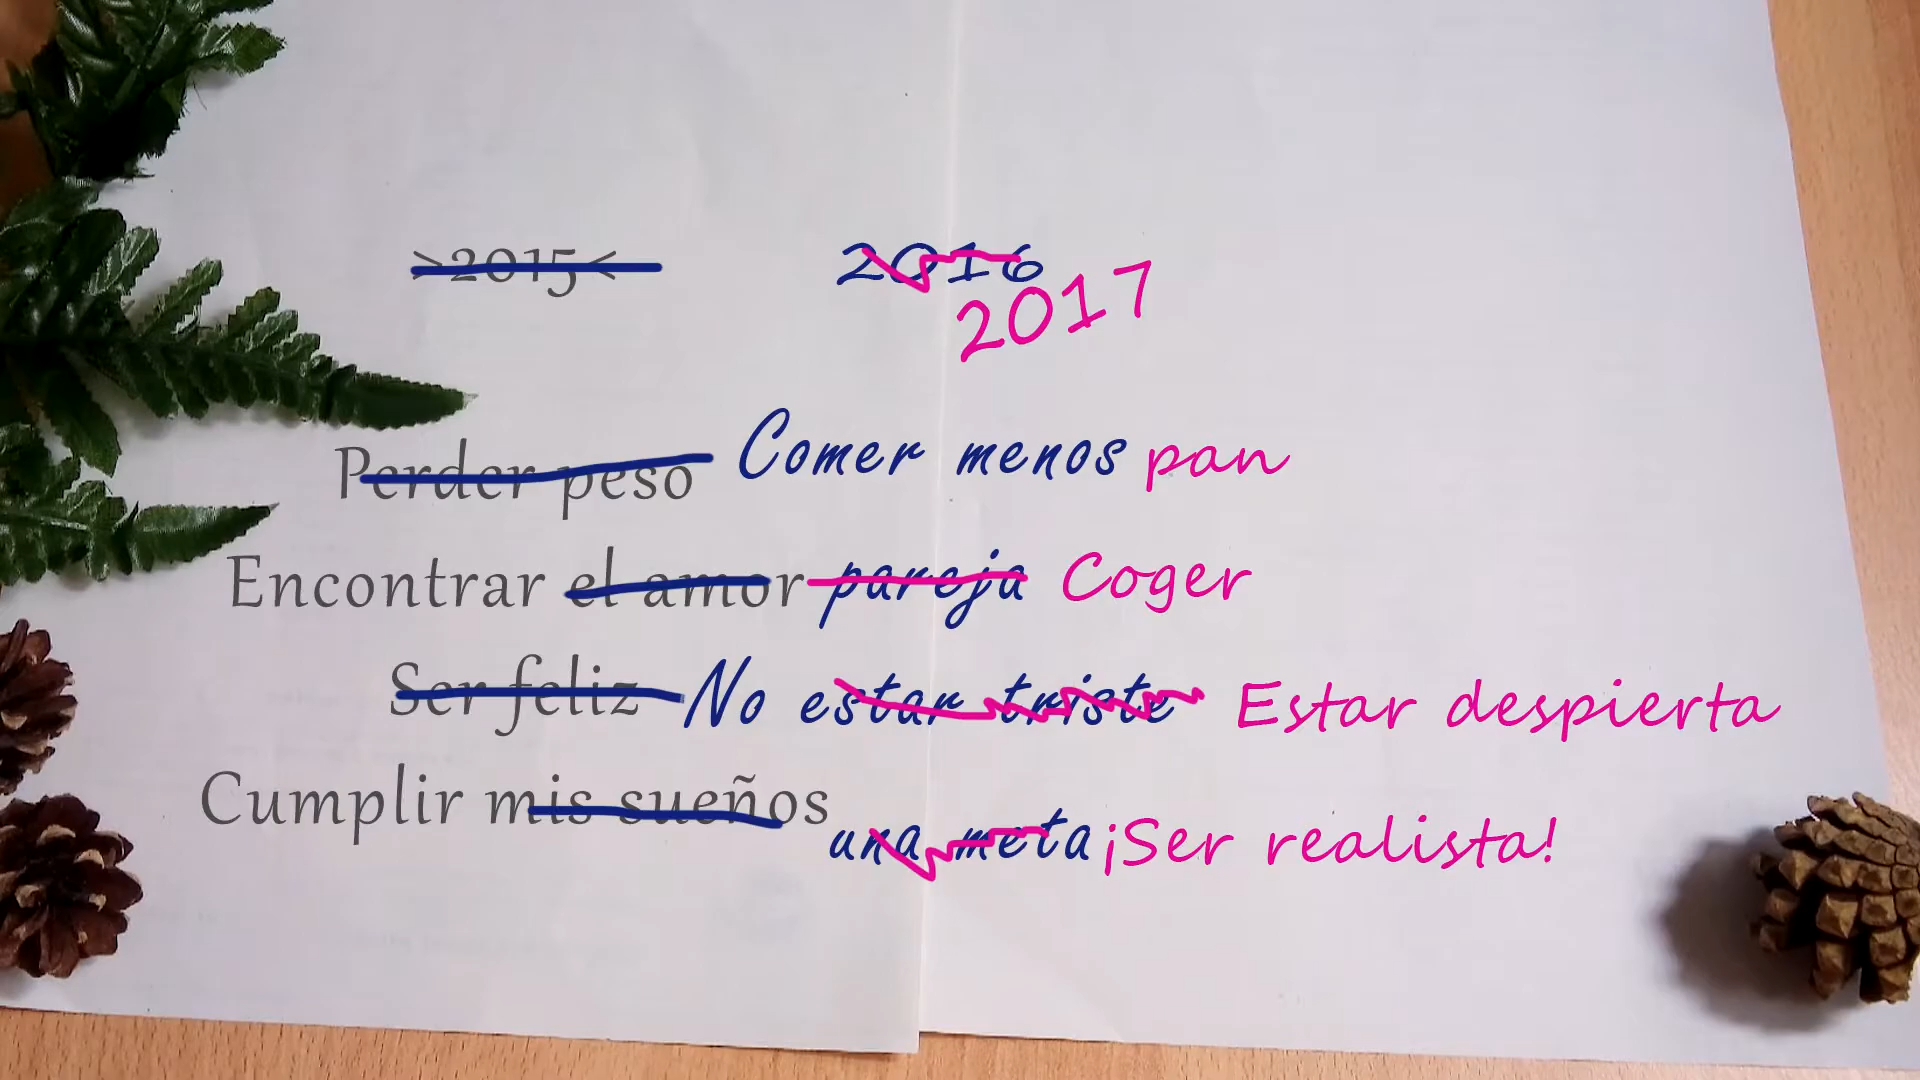 >2015< 2016
2017
Perder peso Comer menos pan
Encontrar el amor pareja Coger
Ser feliz No estar triste Estar despierta
Cumplir mis sueños
una meta ¡Ser realista!